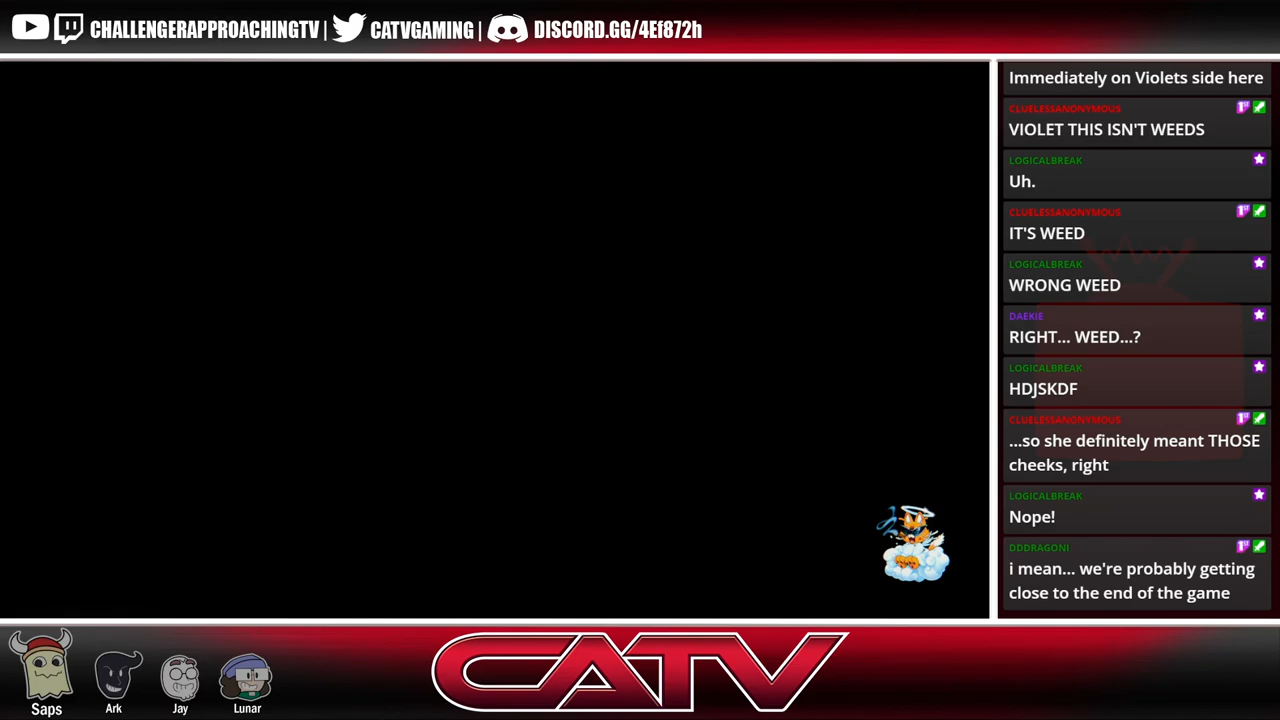 CHALLENGERAPPROACHINGTV | CATVGAMING | DISCORD.GG/4Ef872h
Immediately on Violets side here
CLUELESSANONYMOUS
VIOLET THIS ISN'T WEEDS
LOGICALBREAK
Uh.
CLUELESSANONYMOUS
IT'S WEED
LOGICALBREAK
WRONG WEED
DAEKIE
RIGHT... WEED...?
LOGICALBREAK
HDJSKDF
CLUELESSANONYMOUS
...so she definitely meant THOSE
cheeks, right
LOGICALBREAK
Nope!
DDDRAGONI
i mean... we're probably getting
close to the end of the game
Saps
Ark
Jay
Lunar
CATV